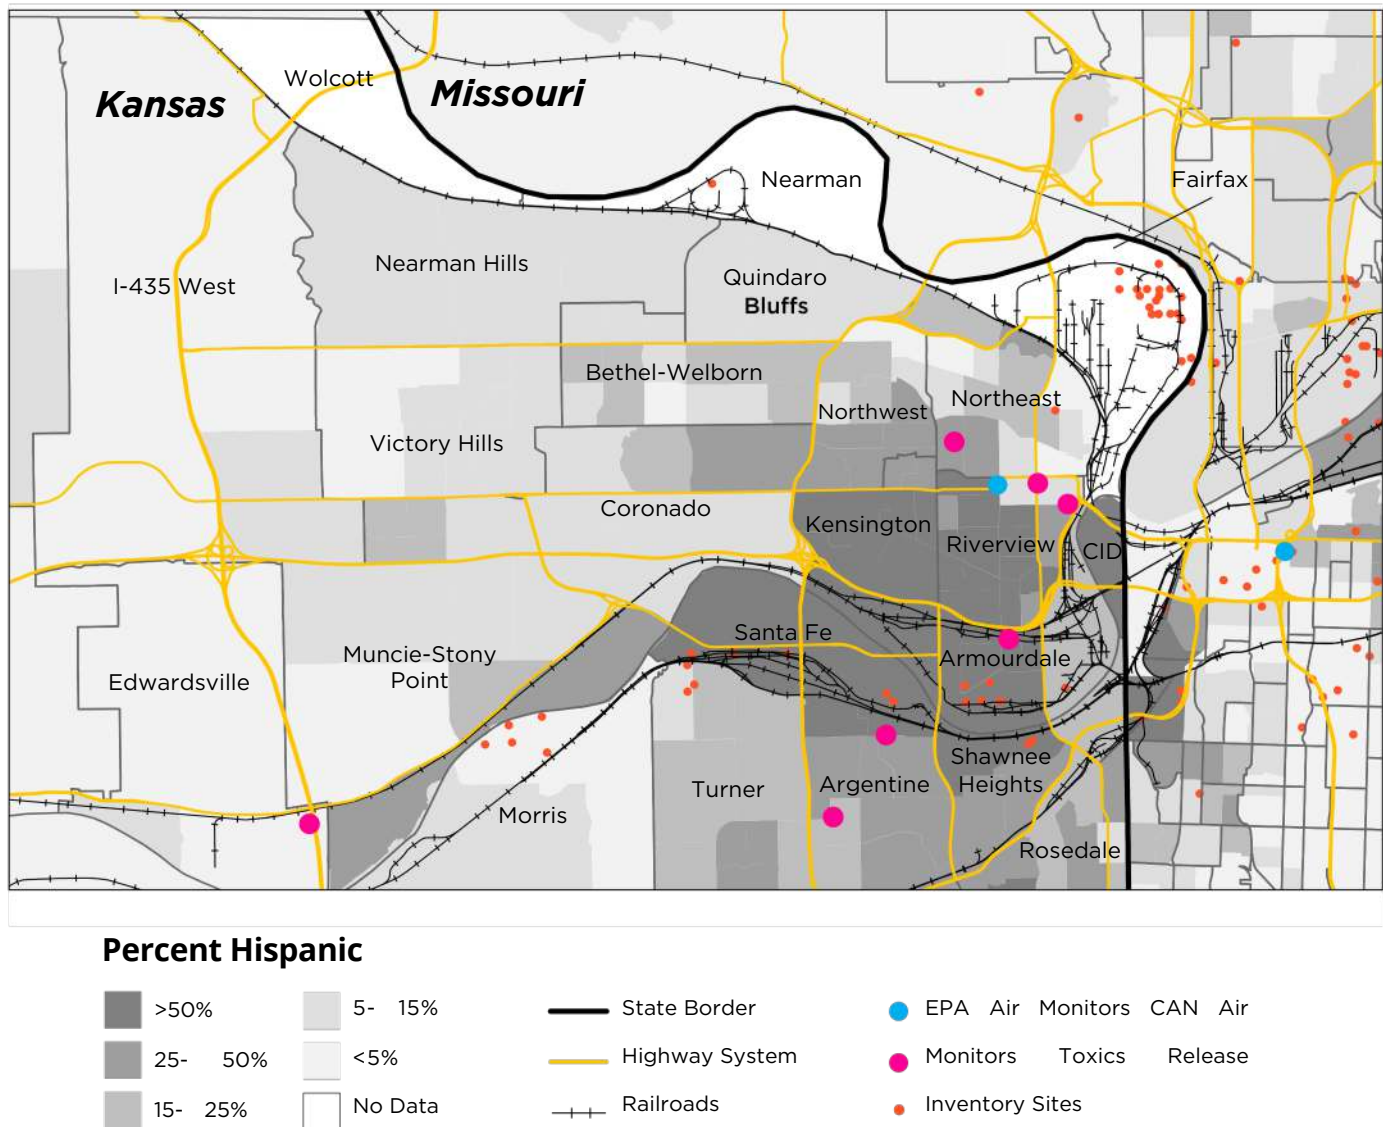 Wolcott
Kansas
Missouri
Nearman
Fairfax
Nearman Hills
I-435 West
Quindaro
Bluffs
Bethel-Welborn
Northwest
Northeast
Victory Hills
Coronado
Kensington
Riverview
CID
Santa Fe
Armourdale
Muncie-Stony
Point
Edwardsville
Shawnee
Heights
Turner
Argentine
Morris
Rosedale
Percent Hispanic
>50%
5- 15%
State Border
EPA Air Monitors CAN Air
25- 50%
<5%
Highway System
Monitors Toxics Release
15- 25%
No Data
Railroads
Inventory Sites